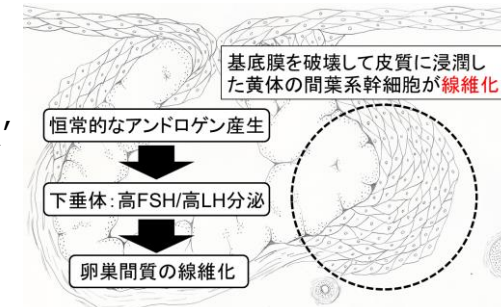 基底膜を破壊して皮質に浸潤し
た黄体の間葉系幹細胞が線維化
恒常的なアンドロゲン産生
下垂体：高FSH/高LH分泌
卵巣間質の線維化